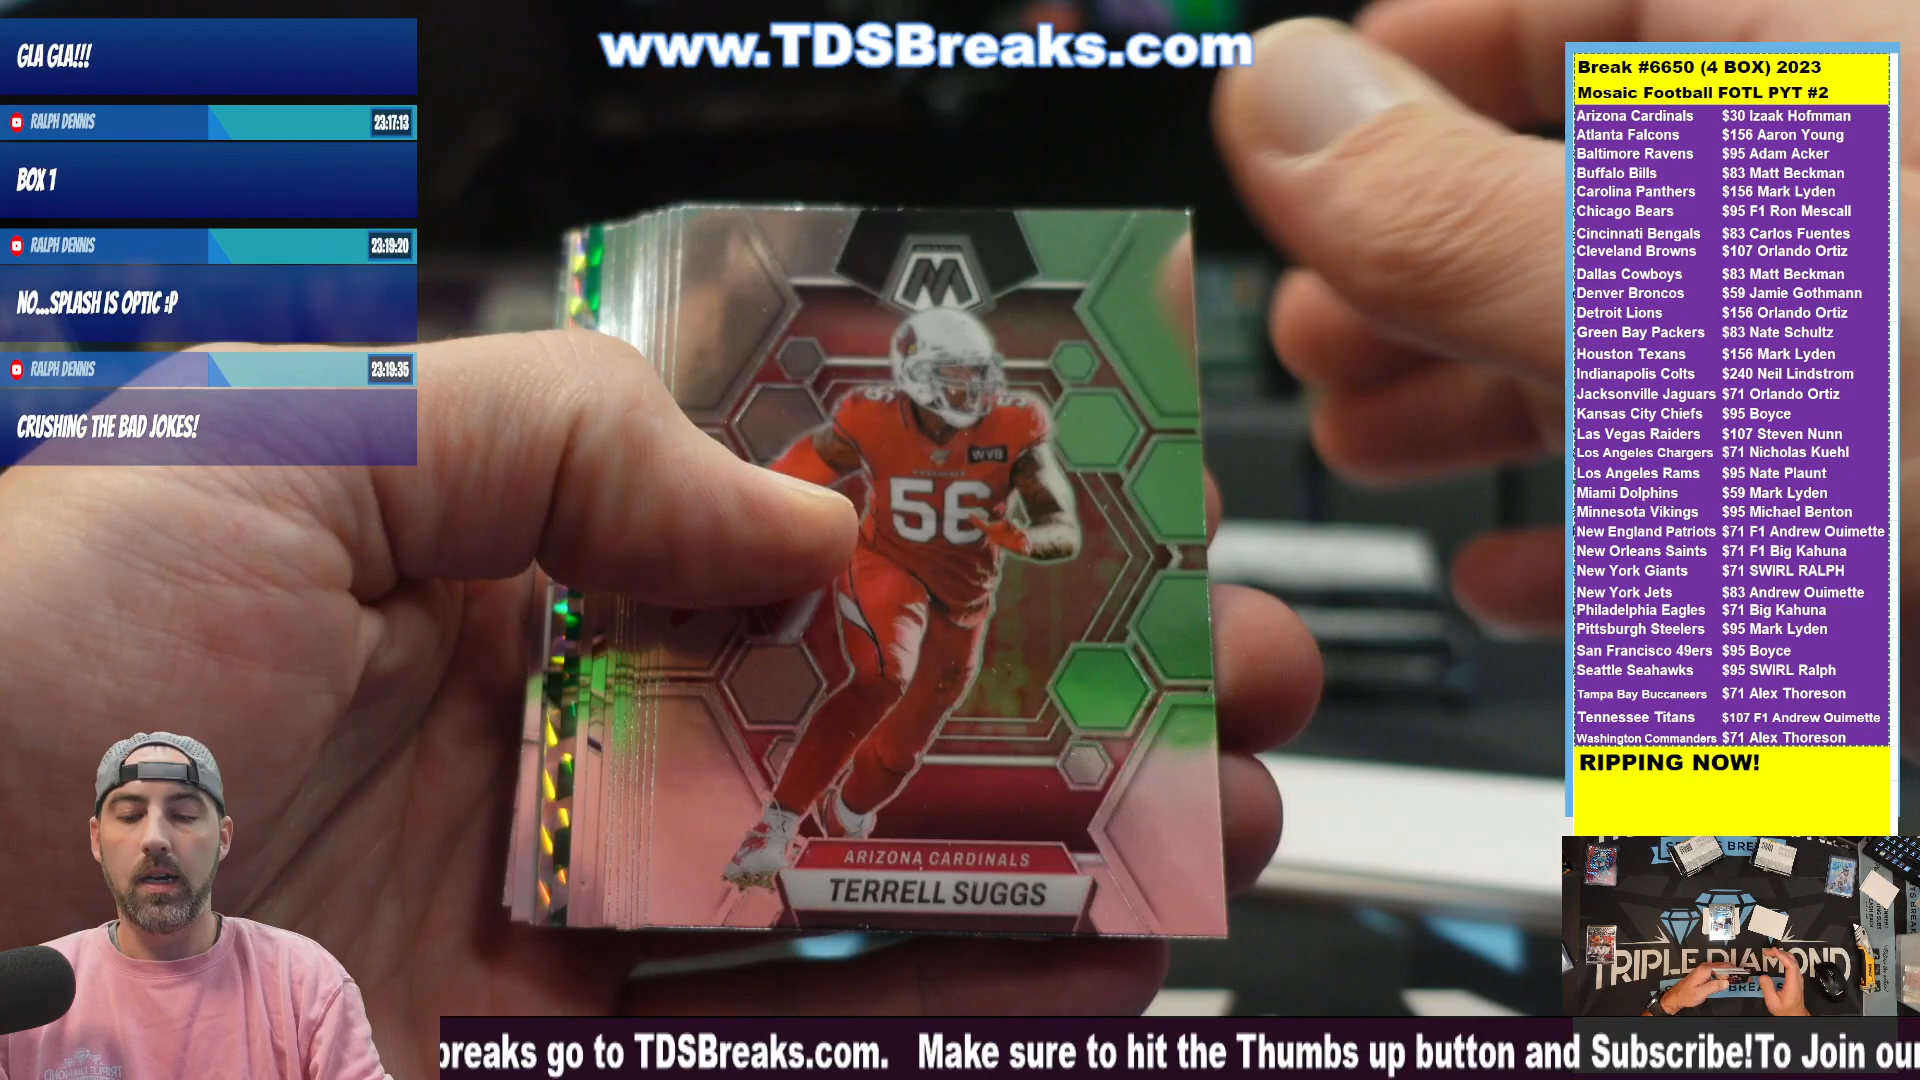 GLA GLA!!!
RALPH DENNIS 23:17:13
BOX 1
RALPH DENNIS 23:19:20
NO...SPLASH IS OPTIC :P
RALPH DENNIS 23:19:35
CRUSHING THE BAD JOKES!
www.TDSBreaks.com
M
56
WVB
ARIZONA CARDINALS
TERRELL SUGGS
Break #6650 (4 BOX) 2023
Mosaic Football FOTL PYT #2
Arizona Cardinals $30 Izaak Hofmman
Atlanta Falcons $156 Aaron Young
Baltimore Ravens $95 Adam Acker
Buffalo Bills $83 Matt Beckman
Carolina Panthers $156 Mark Lyden
Chicago Bears $95 F1 Ron Mescall
Cincinnati Bengals $83 Carlos Fuentes
Cleveland Browns $107 Orlando Ortiz
Dallas Cowboys $83 Matt Beckman
Denver Broncos $59 Jamie Gothmann
Detroit Lions $156 Orlando Ortiz
Green Bay Packers $83 Nate Schultz
Houston Texans $156 Mark Lyden
Indianapolis Colts $240 Neil Lindstrom
Jacksonville Jaguars $71 Orlando Ortiz
Kansas City Chiefs $95 Boyce
Las Vegas Raiders $107 Steven Nunn
Los Angeles Chargers $71 Nicholas Kuehl
Los Angeles Rams $95 Nate Plaunt
Miami Dolphins $59 Mark Lyden
Minnesota Vikings $95 Michael Benton
New England Patriots $71 F1 Andrew Ouimette
New Orleans Saints $71 F1 Big Kahuna
New York Giants $71 SWIRL RALPH
New York Jets $83 Andrew Ouimette
Philadelphia Eagles $71 Big Kahuna
Pittsburgh Steelers $95 Mark Lyden
San Francisco 49ers $95 Boyce
Seattle Seahawks $95 SWIRL Ralph
Tampa Bay Buccaneers $71 Alex Thoreson
Tennessee Titans $107 F1 Andrew Ouimette
Washington Commanders $71 Alex Thoreson
RIPPING NOW!
TRIPLE DIAMOND
breaks go to TDSBreaks.com. Make sure to hit the Thumbs up button and Subscribe!To Join our